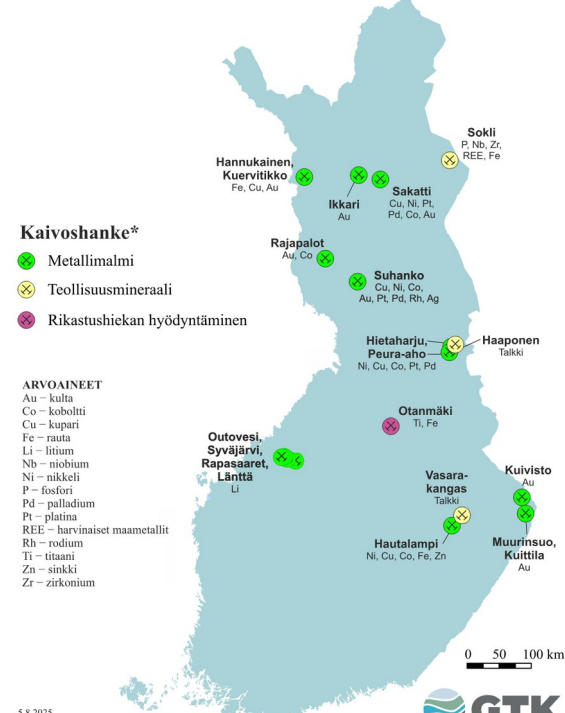 Sokli
P, Nb, Zr,
REE, Fe
Hannukainen,
Kuervitikko
Fe, Cu, Au
Ikkari
Au
Sakatti
Cu, Ni, Pt,
Pd, Co, Au
Kaivoshanke*
Metallimalmi
Teollisuusmineraali
Rikastushiekan hyödyntäminen
Rajapalot
Au, Co
Suhanko
Cu, Ni, Co,
Au, Pt, Pd, Rh, Ag
Hietaharju,
Peura-aho
Ni, Cu, Co, Pt, Pd
Haaponen
Talkki
ARVOAINEET
Au – kulta
Co – koboltti
Cu – kupari
Fe – rauta
Li – litium
Nb – niobium
Ni – nikkeli
P – fosfori
Pd – palladium
Pt – platina
REE – harvinaiset maametallit
Rh – rodium
Ti – titaani
Zn – sinkki
Zr – zirkonium
Otanmäki
Ti, Fe
Outovesi,
Syväjärvi,
Rapasaaret,
Länttä
Li
Vasara-
kangas
Talkki
Kuivisto
Au
Hautalampi
Ni, Cu, Co, Fe, Zn
Muurinsuo,
Kuittila
Au
0 50 100 km
5.8.2025
GTK